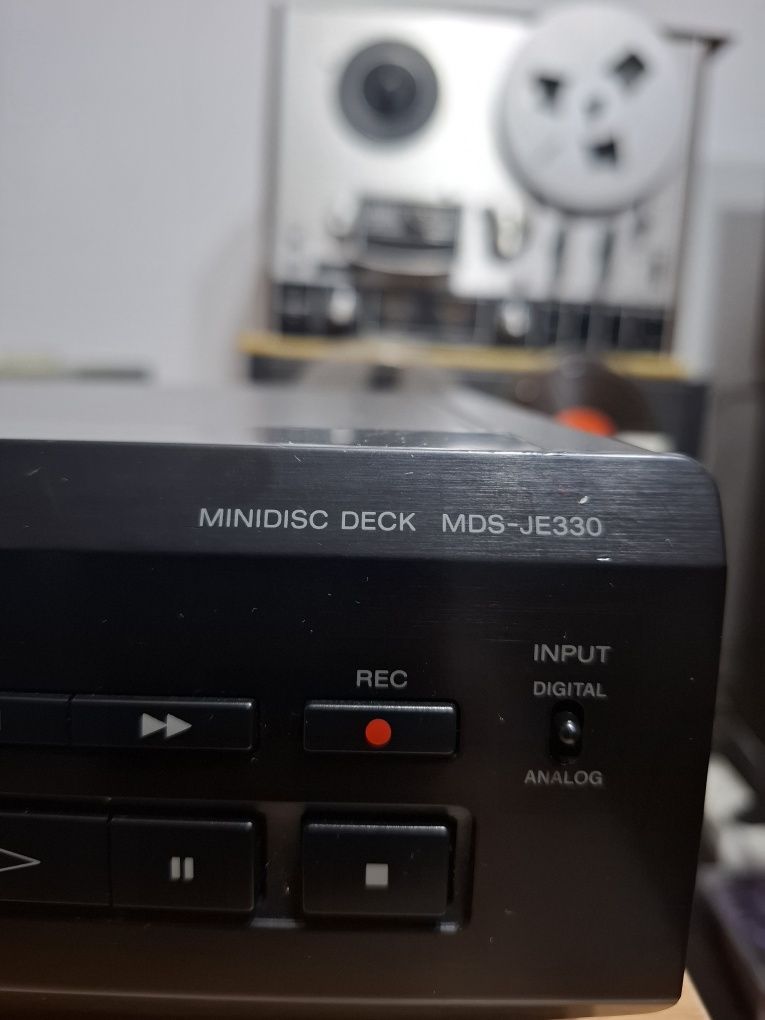 MINIDISC DECK MDS-JE330
INPUT
REC
DIGITAL
ANALOG